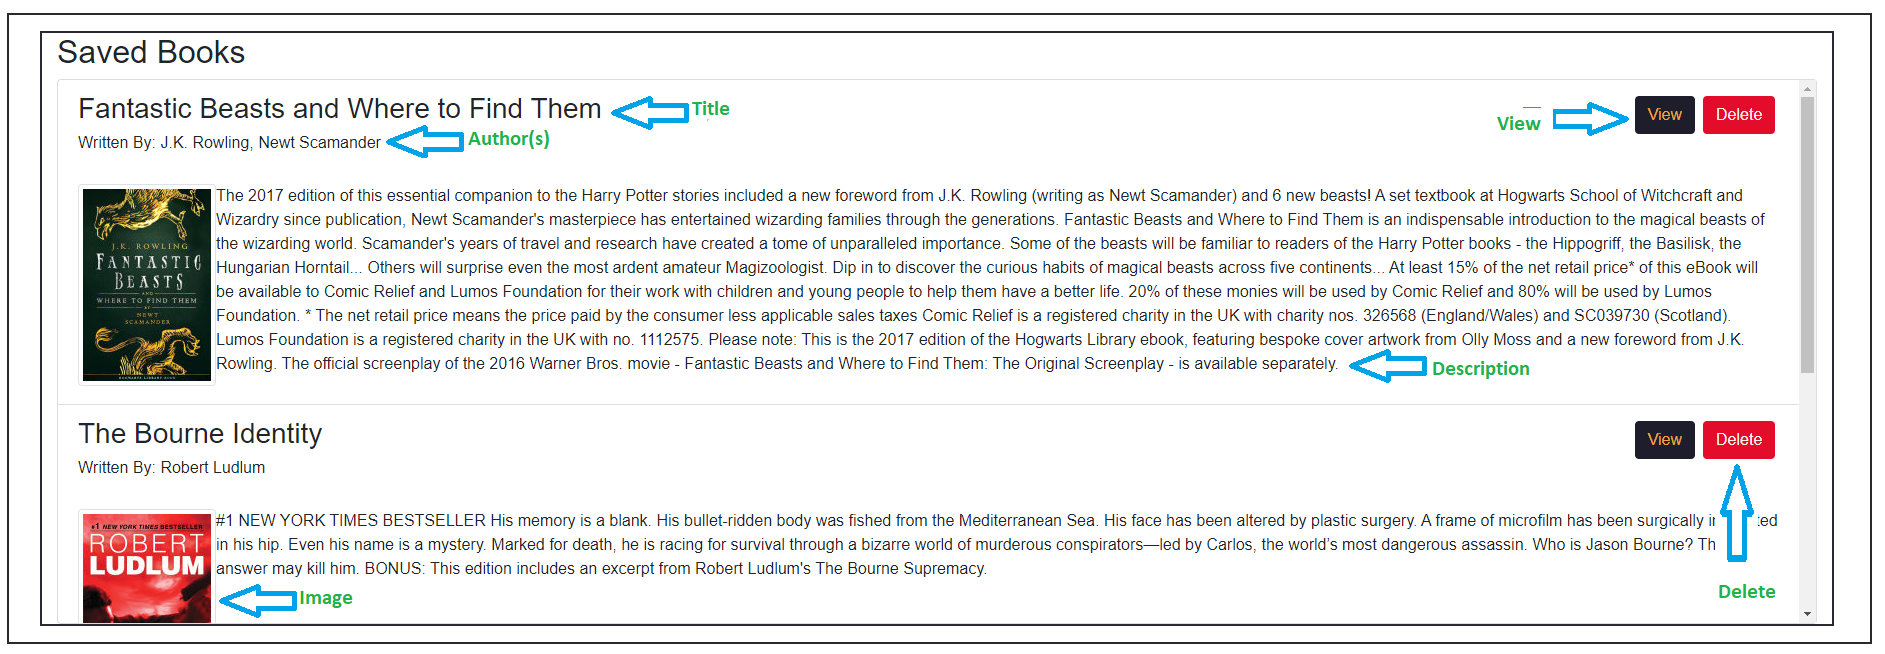 Saved Books
Fantastic Beasts and Where to Find Them
Title
View
View
Delete
Written By: J.K. Rowling, Newt Scamander
Author(s)
The 2017 edition of this essential companion to the Harry Potter stories included a new foreword from J.K. Rowling (writing as Newt Scamander) and 6 new beasts! A set textbook at Hogwarts School of Witchcraft and
Wizardry since publication, Newt Scamander's masterpiece has entertained wizarding families through the generations. Fantastic Beasts and Where to Find Them is an indispensable introduction to the magical beasts of
the wizarding world. Scamander's years of travel and research have created a tome of unparalleled importance. Some of the beasts will be familiar to readers of the Harry Potter books - the Hippogriff, the Basilisk, the
Hungarian Horntail... Others will surprise even the most ardent amateur Magizoologist. Dip in to discover the curious habits of magical beasts across five continents... At least 15% of the net retail price* of this eBook will
be available to Comic Relief and Lumos Foundation for their work with children and young people to help them have a better life. 20% of these monies will be used by Comic Relief and 80% will be used by Lumos
Foundation. * The net retail price means the price paid by the consumer less applicable sales taxes Comic Relief is a registered charity in the UK with charity nos. 326568 (England/Wales) and SC039730 (Scotland).
Lumos Foundation is a registered charity in the UK with no. 1112575. Please note: This is the 2017 edition of the Hogwarts Library ebook, featuring bespoke cover artwork from Olly Moss and a new foreword from J.K.
Rowling. The official screenplay of the 2016 Warner Bros. movie - Fantastic Beasts and Where to Find Them: The Original Screenplay - is available separately.
Description
J.K. ROWLING
FANTASTIC
BEASTS
AND
WHERE TO FIND THEM
BY
NEWT
SCAMANDER
HOGWARTS LIBRARY BOOK
The Bourne Identity
View
Delete
Written By: Robert Ludlum
#1 NEW YORK TIMES BESTSELLER His memory is a blank. His bullet-ridden body was fished from the Mediterranean Sea. His face has been altered by plastic surgery. A frame of microfilm has been surgically
in his hip. Even his name is a mystery. Marked for death, he is racing for survival through a bizarre world of murderous conspirators—led by Carlos, the world's most dangerous assassin. Who is Jason Bourne?
answer may kill him. BONUS: This edition includes an excerpt from Robert Ludlum's The Bourne Supremacy.
#1 NEW YORK TIMES BESTSELLER
ROBERT
LUDLUM
Image
Delete